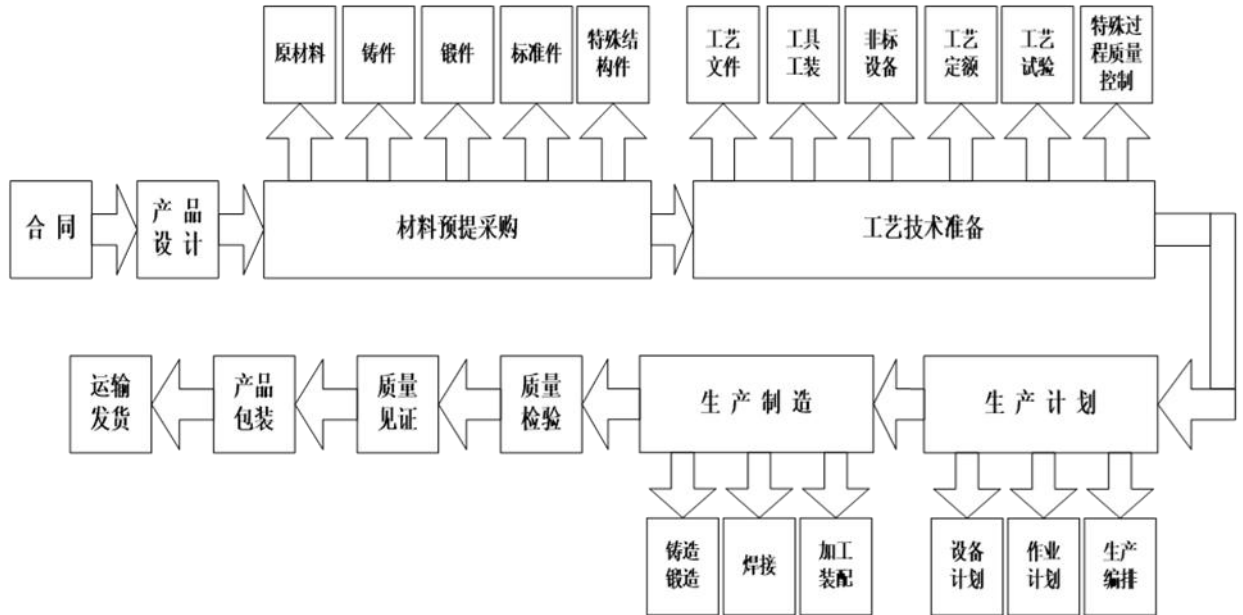 原材料
铸件
锻件
标准件
特殊结
构件
工艺
文件
工具
工装
非标
设备
工艺
定额
工艺
试验
特殊过
程质量
控制
合同
产品
设计
材料预提采购
工艺技术准备
运输
发货
产品
包装
质量
见证
质量
检验
生产制造
生产计划
铸造
锻造
焊接
加工
装配
设备
计划
作业
计划
生产
编排